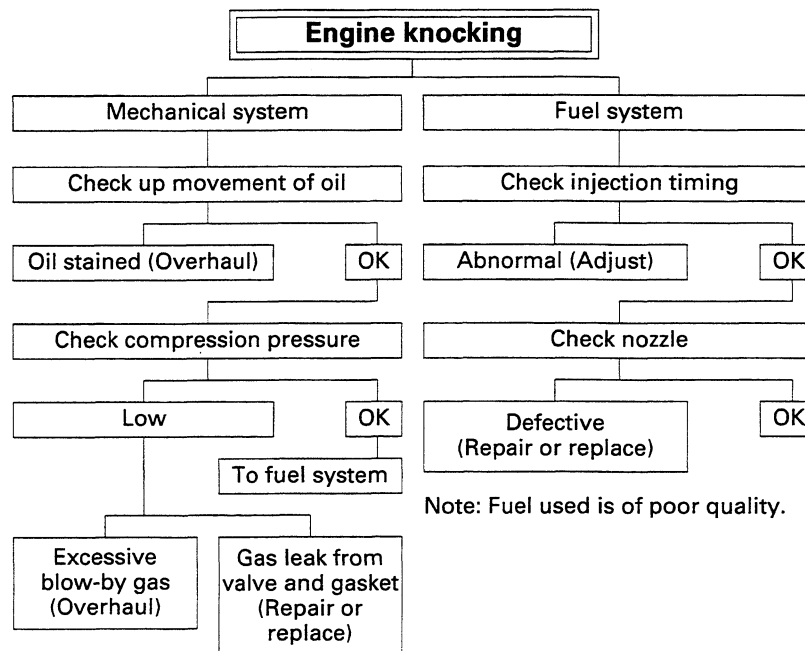 Engine knocking
Mechanical system
Fuel system
Check up movement of oil
Check injection timing
Oil stained (Overhaul)
OK
Abnormal (Adjust)
OK
Check compression pressure
Check nozzle
Low
OK
Defective
(Repair or replace)
OK
To fuel system
Note: Fuel used is of poor quality.
Excessive
blow-by gas
(Overhaul)
Gas leak from
valve and gasket
(Repair or
replace)